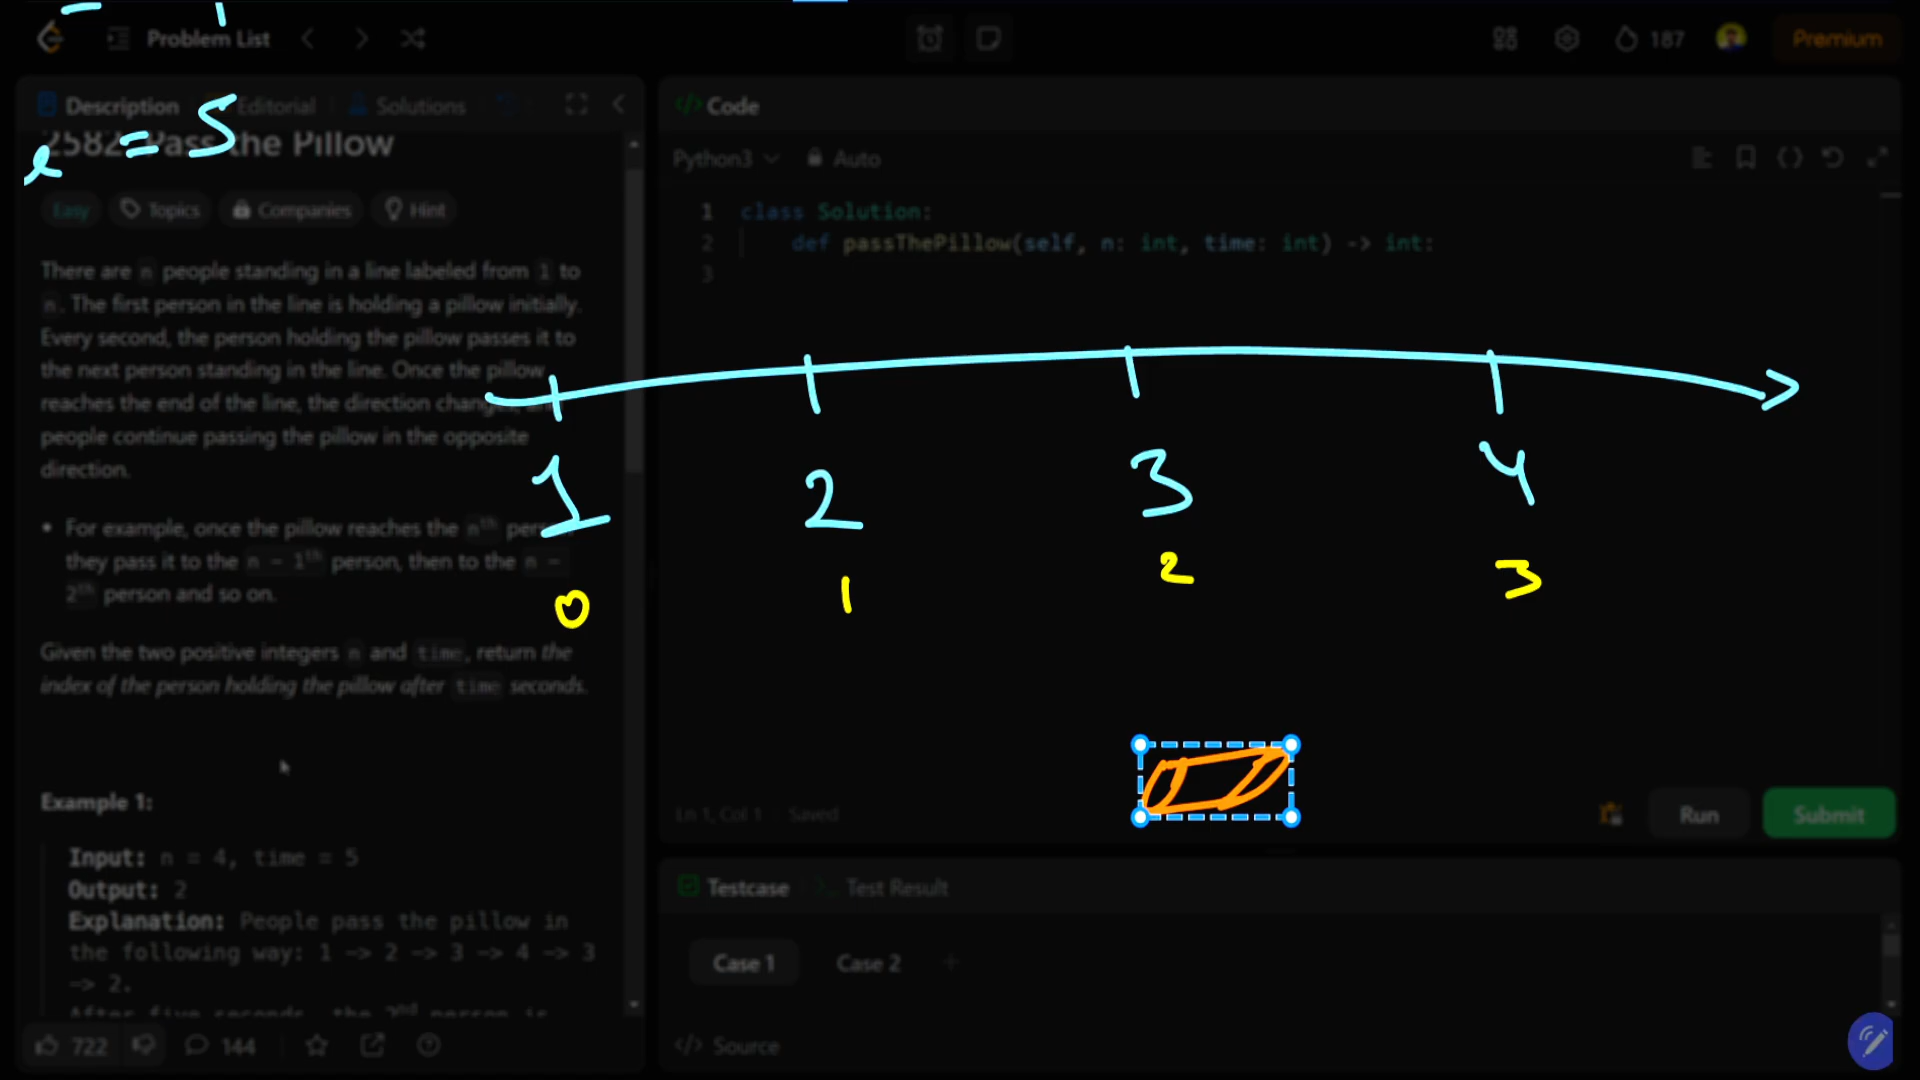 Problem List
187
Premium
Description
Editorial
Solutions
2582. Pass the Pillow
e = 5
Easy
Topics
Companies
Hint
There are n people standing in a line labeled from 1 to
n. The first person in the line is holding a pillow initially.
Every second, the person holding the pillow passes it to
the next person standing in the line. Once the pillow
reaches the end of the line, the direction changes, and
people continue passing the pillow in the opposite
direction.
• For example, once the pillow reaches the nth person
they pass it to the n - 1th person, then to the n -
2th person and so on.
Given the two positive integers n and time, return the
index of the person holding the pillow after time seconds.
Example 1:
Input: n = 4, time = 5
Output: 2
Explanation: People pass the pillow in
the following way: 1 -> 2 -> 3 -> 4 -> 3
-> 2.
After five seconds, the 2nd person is
722
144
</> Code
Python3
Auto
1 class Solution:
2 def passThePillow(self, n: int, time: int) -> int:
3
1 2 3 4
0 1 2 3
Ln 1, Col 1
Saved
Run
Submit
Testcase
>_ Test Result
Case 1
Case 2
+
</> Source